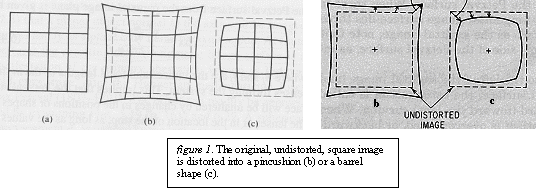 (a)
(b)
(c)
b
c
UNDISTORTED
IMAGE
figure 1. The original, undistorted, square image
is distorted into a pincushion (b) or a barrel
shape (c).